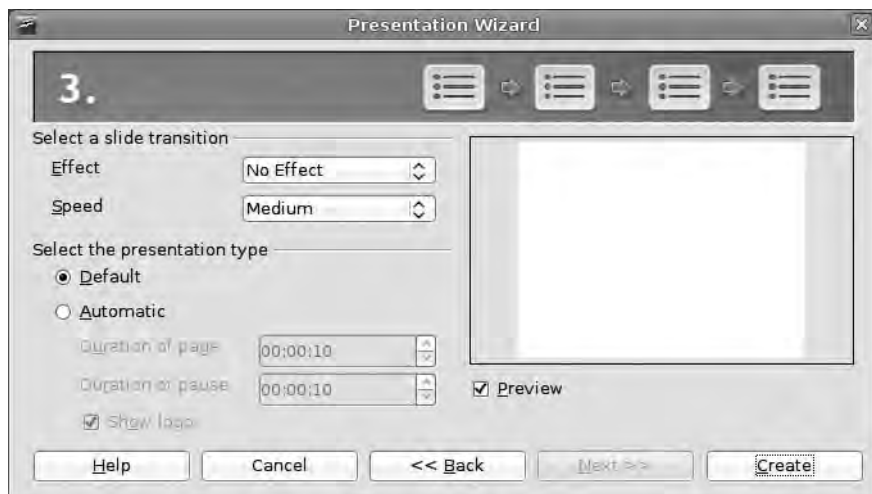 Presentation Wizard
3.
Select a slide transition
Effect No Effect
Speed Medium
Select the presentation type
Default
Automatic
Duration of page 00:00:10
Duration of pause 00:00:10
Show logo
Preview
Help Cancel << Back Next >> Create